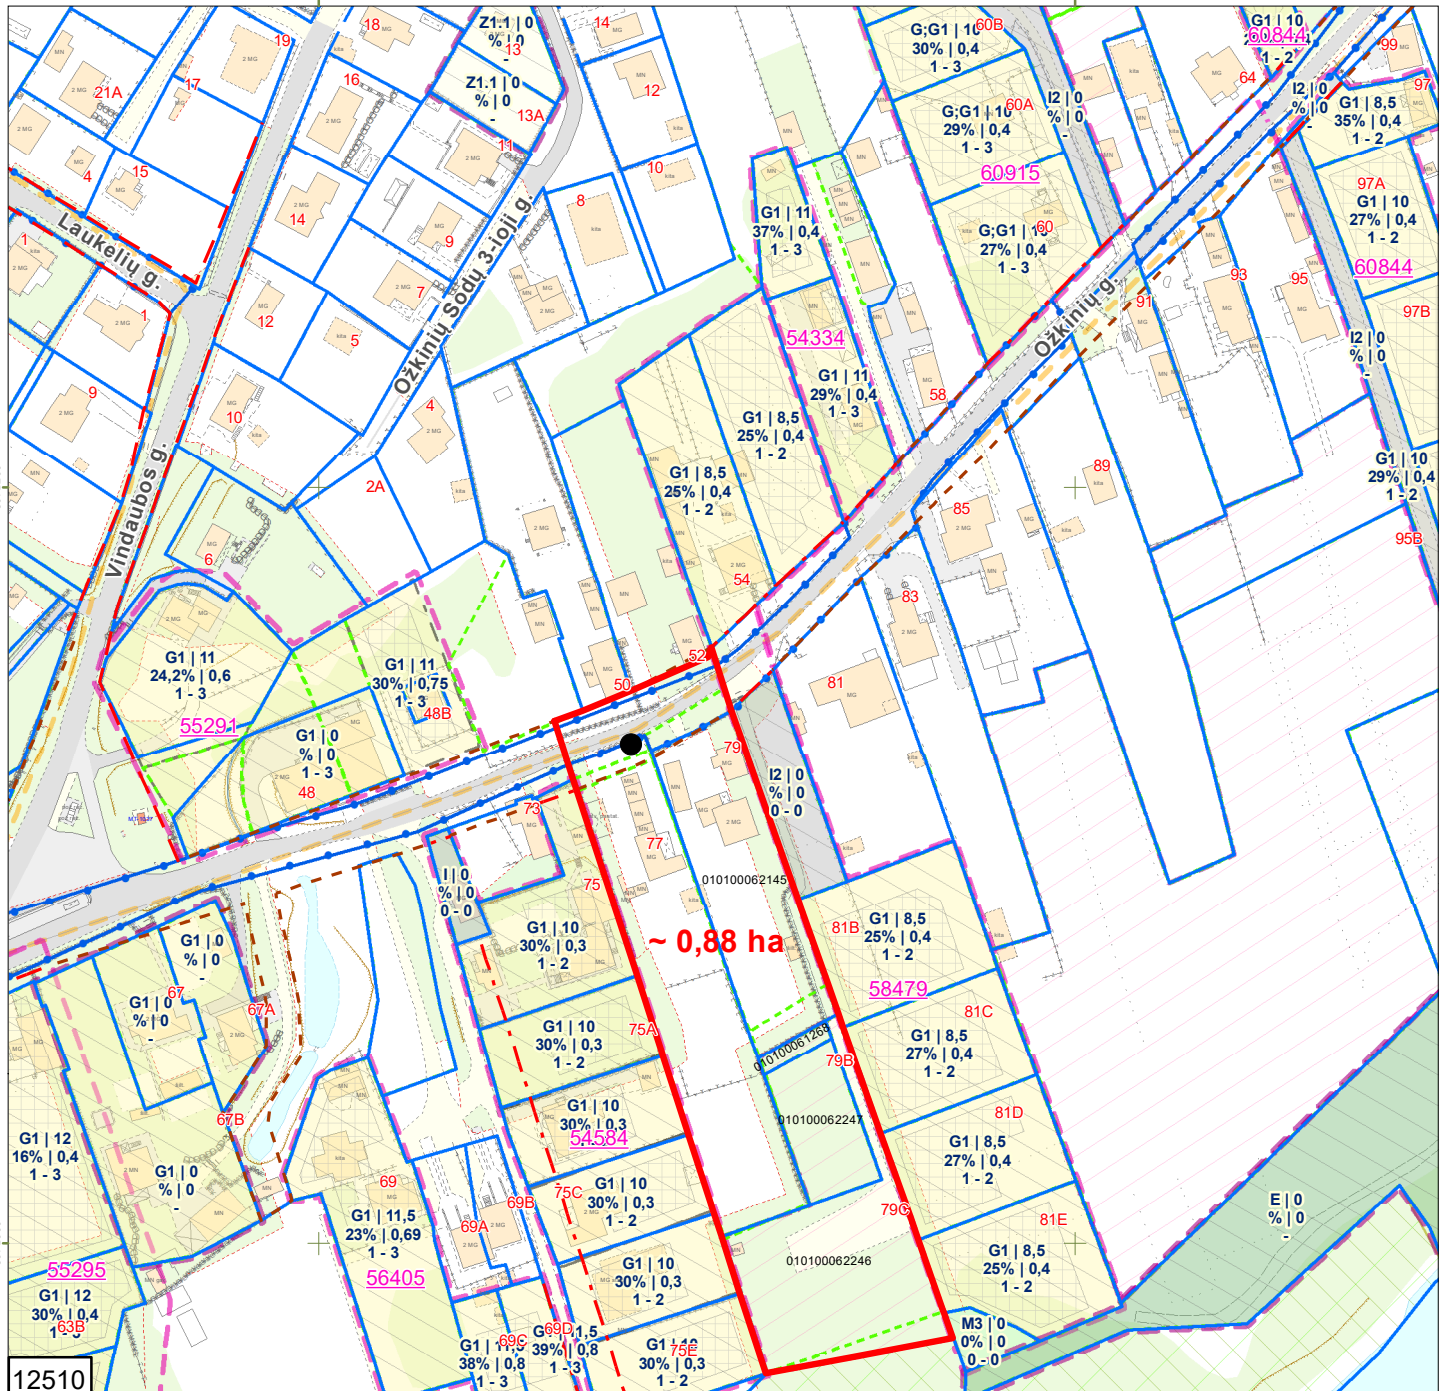 19
18
14
Z1.1 | 0
% | 0
-
13
Z1.1 | 0
% | 0
-
13A
12
17
21A
16
11
15
4
10
14
8
9
7
Laukelių g.
1
1
12
5
Ožkinių Sodų 3-ioji g.
9
10
4
2A
Vindaubos g.
6
G;G1 | 10
30% | 0,4
1 - 3
60B
G;G1 | 10
29% | 0,4
1 - 3
60A
60915
G;G1 | 10
27% | 0,4
1 - 3
60
I2 | 0
% | 0
-
G1 | 10
60844
1 - 2
64
99
97
I2 | 0
% | 0
-
G1 | 8,5
35% | 0,4
1 - 2
97A
G1 | 10
27% | 0,4
1 - 2
60844
97B
93
95
91
Ožkinių g.
I2 | 0
% | 0
-
G1 | 10
29% | 0,4
1 - 2
95B
89
85
83
81
58
G1 | 11
37% | 0,4
1 - 3
54334
G1 | 11
29% | 0,4
1 - 3
G1 | 8,5
25% | 0,4
1 - 2
G1 | 8,5
25% | 0,4
1 - 2
54
52
50
G1 | 11
24,2% | 0,6
1 - 3
55291
G1 | 11
30% | 0,75
1 - 3
48B
G1 | 0
% | 0
1 - 3
48
79
I2 | 0
% | 0
0 - 0
73
77
75
010100062145
I | 0
% | 0
0 - 0
G1 | 10
30% | 0,3
1 - 2
~ 0,88 ha
81B
G1 | 8,5
25% | 0,4
1 - 2
58479
81C
G1 | 8,5
27% | 0,4
1 - 2
G1 | 0
% | 0
-
67
G1 | 0
% | 0
-
67A
75A
G1 | 10
30% | 0,3
1 - 2
010100061268
79B
G1 | 10
30% | 0,3
54584
010100062247
81D
G1 | 8,5
27% | 0,4
1 - 2
67B
G1 | 12
16% | 0,4
1 - 3
G1 | 0
% | 0
-
69
G1 | 11,5
23% | 0,69
1 - 3
56405
69A
69B
75C
G1 | 10
30% | 0,3
1 - 2
79C
81E
G1 | 8,5
25% | 0,4
1 - 2
E | 0
% | 0
-
55295
G1 | 12
30% | 0,4
1 - 3
63B
G1 | 10
30% | 0,3
1 - 2
010100062246
M3 | 0
0% | 0
0 - 0
69C
38% | 0,8
1 - 3
69D
39% | 0,8
1 - 3
G1 | 10
75E
30% | 0,3
1 - 2
12510